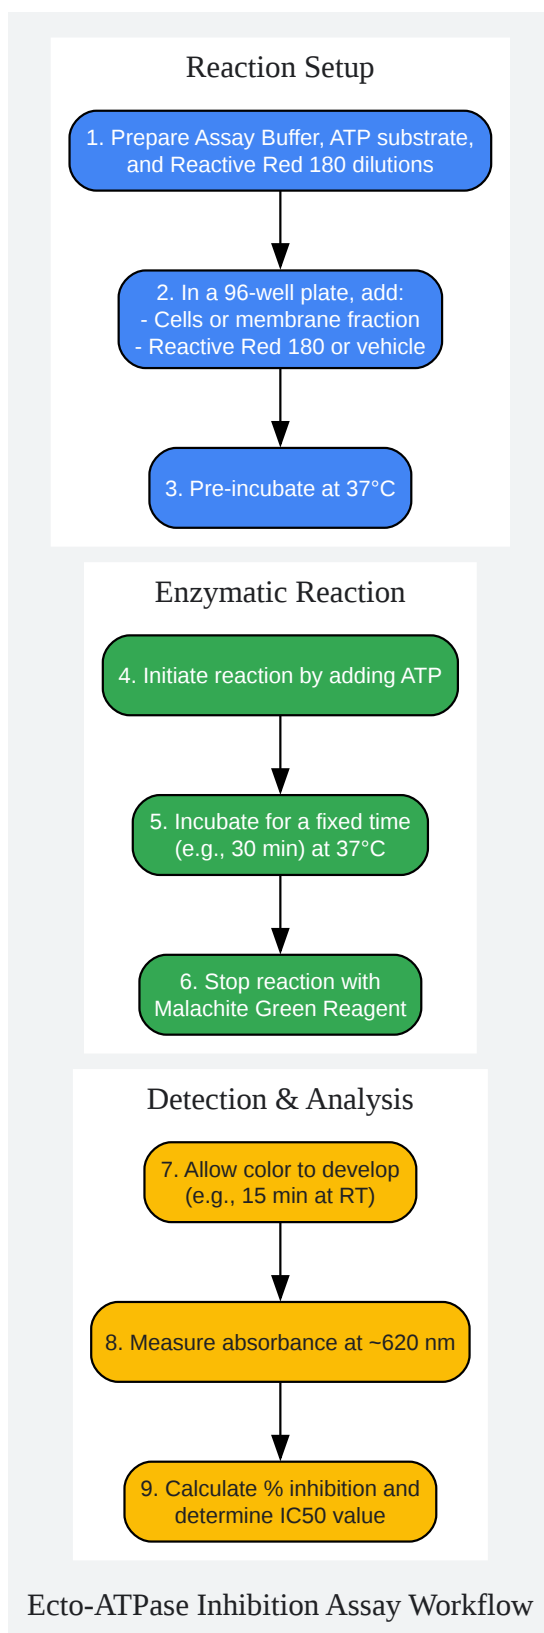 Reaction Setup
1. Prepare Assay Buffer, ATP substrate,
and Reactive Red 180 dilutions
2. In a 96-well plate, add:
- Cells or membrane fraction
- Reactive Red 180 or vehicle
3. Pre-incubate at 37°C
Enzymatic Reaction
4. Initiate reaction by adding ATP
5. Incubate for a fixed time
(e.g., 30 min) at 37°C
6. Stop reaction with
Malachite Green Reagent
Detection & Analysis
7. Allow color to develop
(e.g., 15 min at RT)
8. Measure absorbance at ~620 nm
9. Calculate % inhibition and
determine IC50 value
Ecto-ATPase Inhibition Assay Workflow